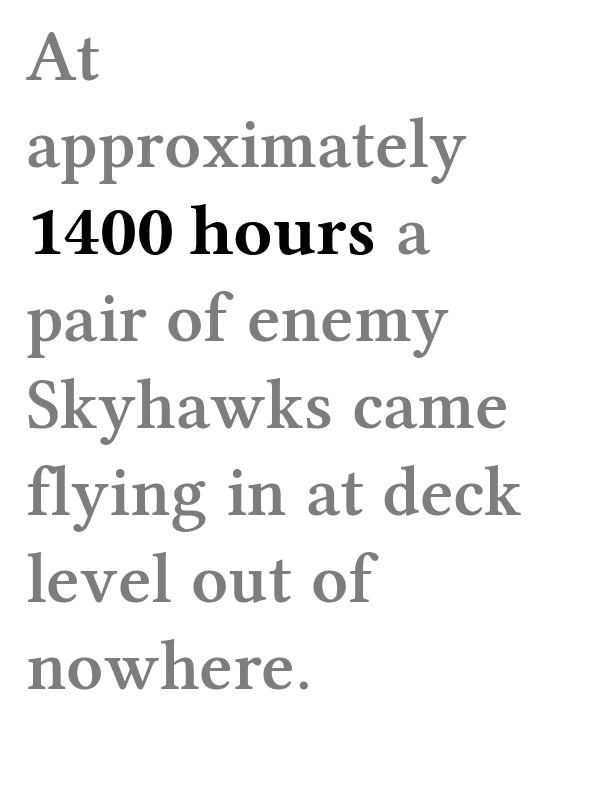 At
approximately
1400 hours a
pair of enemy
Skyhawks came
flying in at deck
level out of
nowhere.